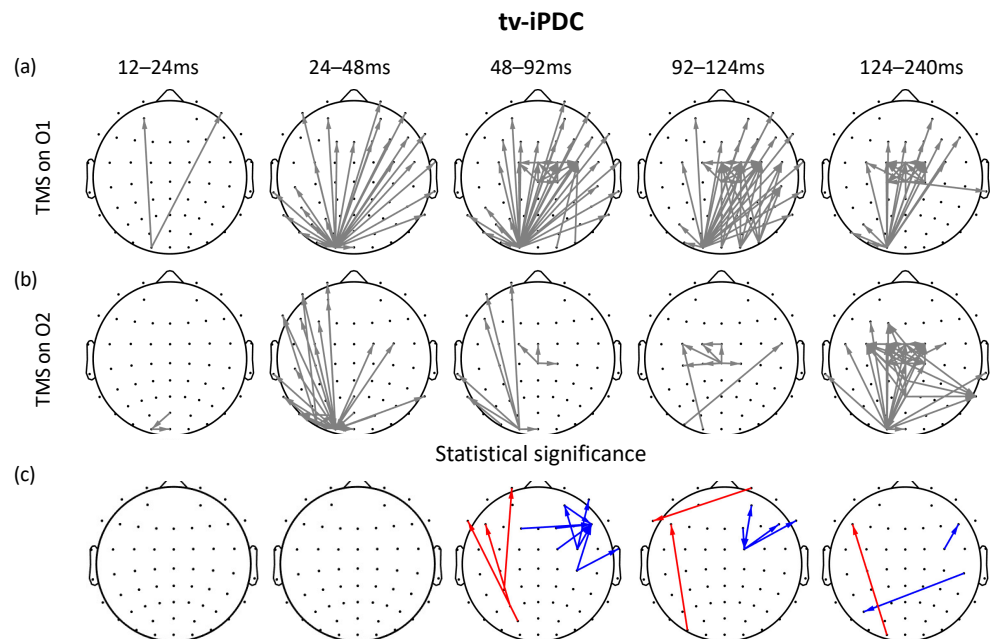 tv-iPDC
(a) 12–24ms 24–48ms 48–92ms 92–124ms 124–240ms
TMS on O1
(b)
TMS on O2
Statistical significance
(c)